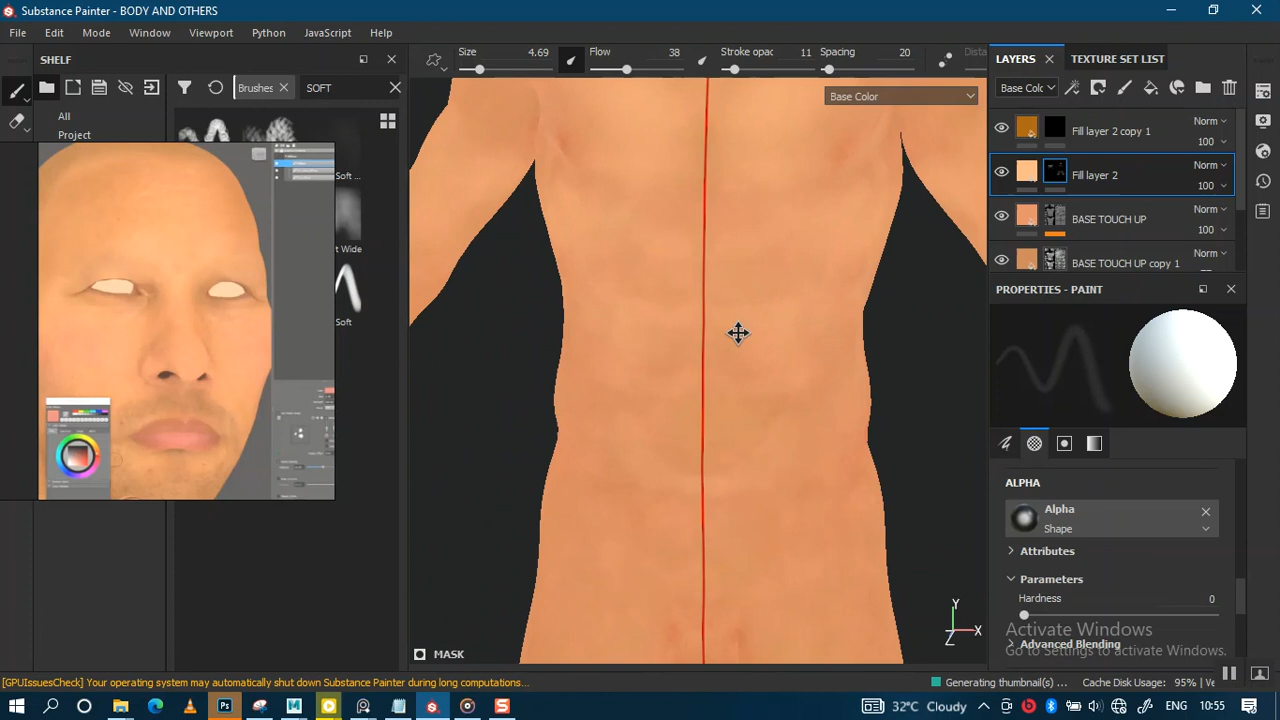 Substance Painter - BODY AND OTHERS
File Edit Mode Window Viewport Python JavaScript Help
SHELF
Brushes
SOFT
All
Project
Soft ...
t Wide
Soft
Size 4.69
Flow 38
Stroke opac 11
Spacing 20
Dista
Base Color
MASK
Y
X
Z
LAYERS
TEXTURE SET LIST
Base Colc
Fill layer 2 copy 1
Norm
100
Fill layer 2
Norm
100
BASE TOUCH UP
Norm
100
BASE TOUCH UP copy 1
Norm
PROPERTIES - PAINT
ALPHA
Alpha
Shape
Attributes
Parameters
Hardness 0
Advanced Blending
Activate Windows
Go to Settings to activate Windows.
[GPUIssuesCheck] Your operating system may automatically shut down Substance Painter during long computations...
Generating thumbnail(s) ...
Cache Disk Usage: 95% | Ve
Ps
32°C Cloudy
10:55